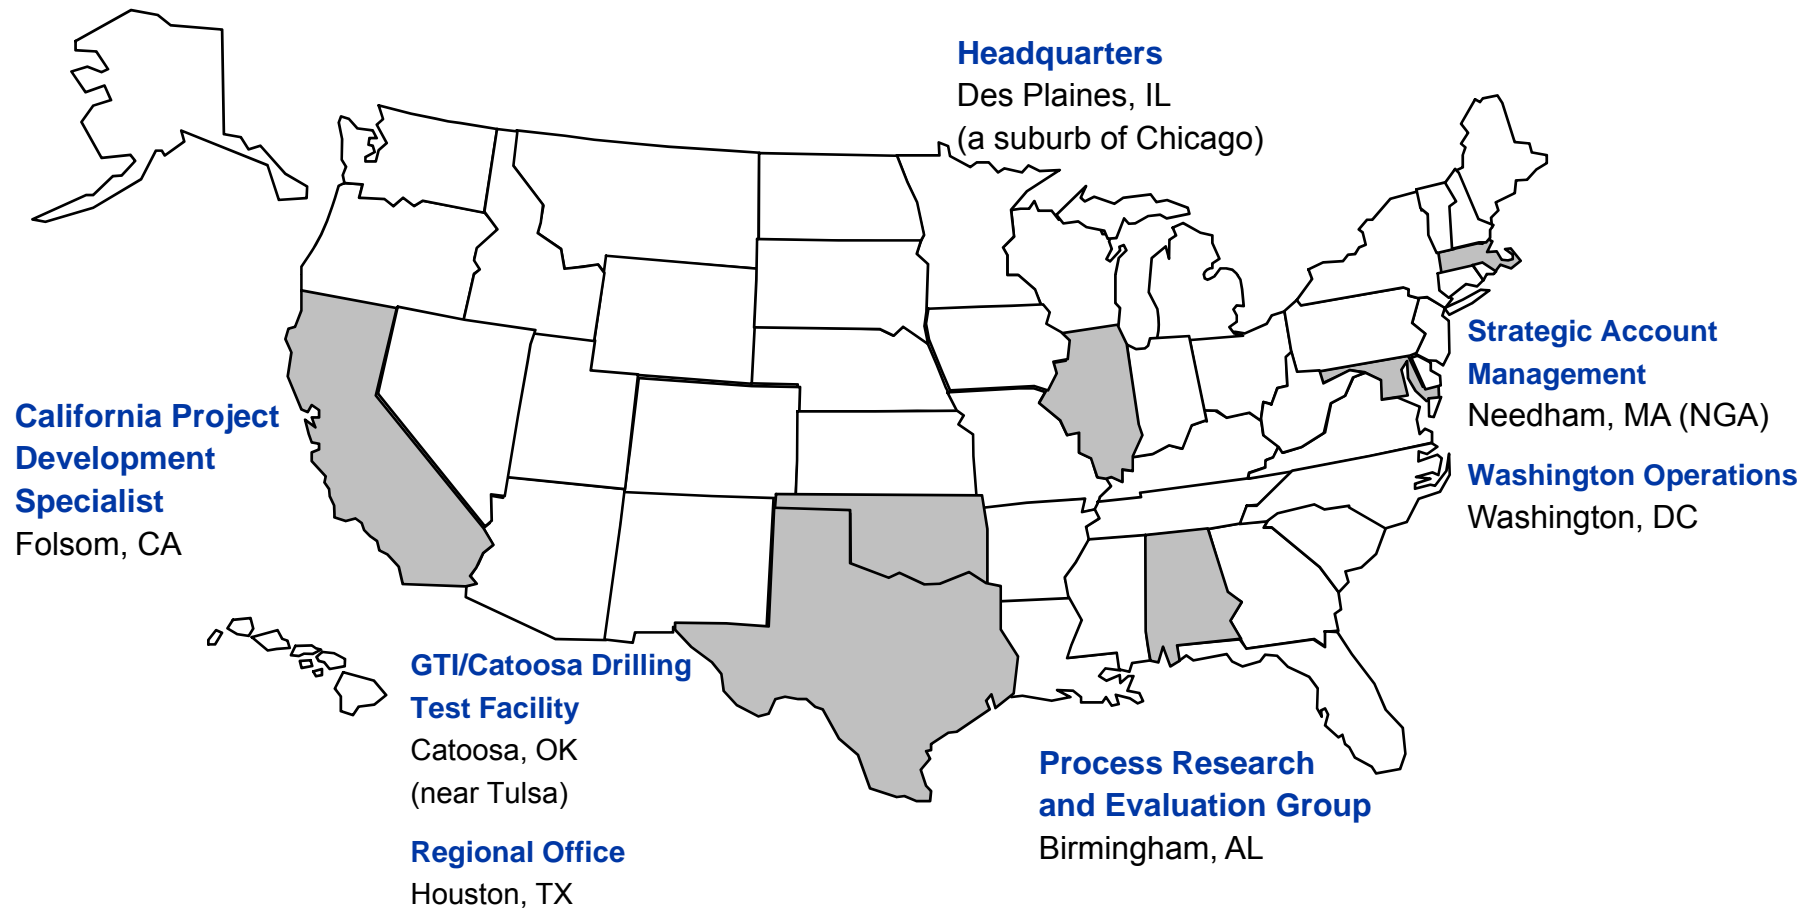 Headquarters
Des Plaines, IL
(a suburb of Chicago)
Strategic Account
Management
Needham, MA (NGA)
Washington Operations
Washington, DC
California Project
Development
Specialist
Folsom, CA
GTI/Catoosa Drilling
Test Facility
Catoosa, OK
(near Tulsa)
Regional Office
Houston, TX
Process Research
and Evaluation Group
Birmingham, AL